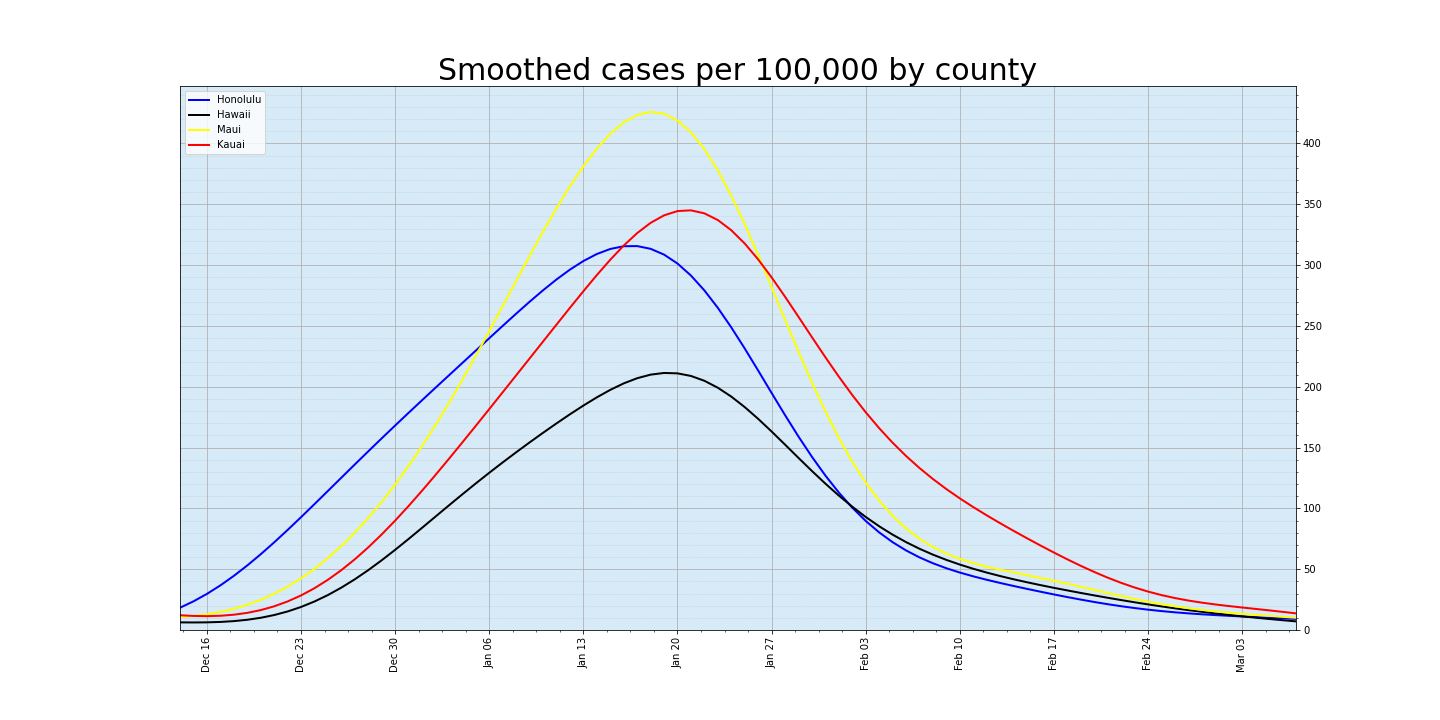 Smoothed cases per 100,000 by county
Honolulu
Hawaii
Maui
Kauai
400
350
300
250
200
150
100
50
0
Dec 16
Dec 23
Dec 30
Jan 06
Jan 13
Jan 20
Jan 27
Feb 03
Feb 10
Feb 17
Feb 24
Mar 03